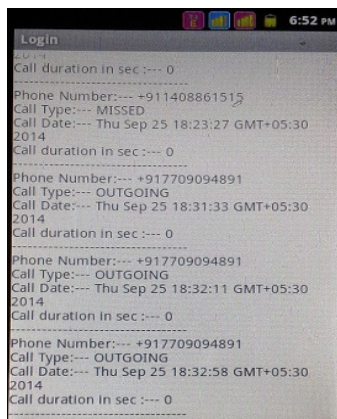 6:52 PM
Login
2014
Call duration in sec :--- 0
----------------------------------
Phone Number:--- +911408861515
Call Type:--- MISSED
Call Date:--- Thu Sep 25 18:23:27 GMT+05:30
2014
Call duration in sec :--- 0
----------------------------------
Phone Number:--- +917709094891
Call Type:--- OUTGOING
Call Date:--- Thu Sep 25 18:31:33 GMT+05:30
2014
Call duration in sec :--- 0
----------------------------------
Phone Number:--- +917709094891
Call Type:--- OUTGOING
Call Date:--- Thu Sep 25 18:32:11 GMT+05:30
2014
Call duration in sec :--- 0
----------------------------------
Phone Number:--- +917709094891
Call Type:--- OUTGOING
Call Date:--- Thu Sep 25 18:32:58 GMT+05:30
2014
Call duration in sec :--- 0
----------------------------------